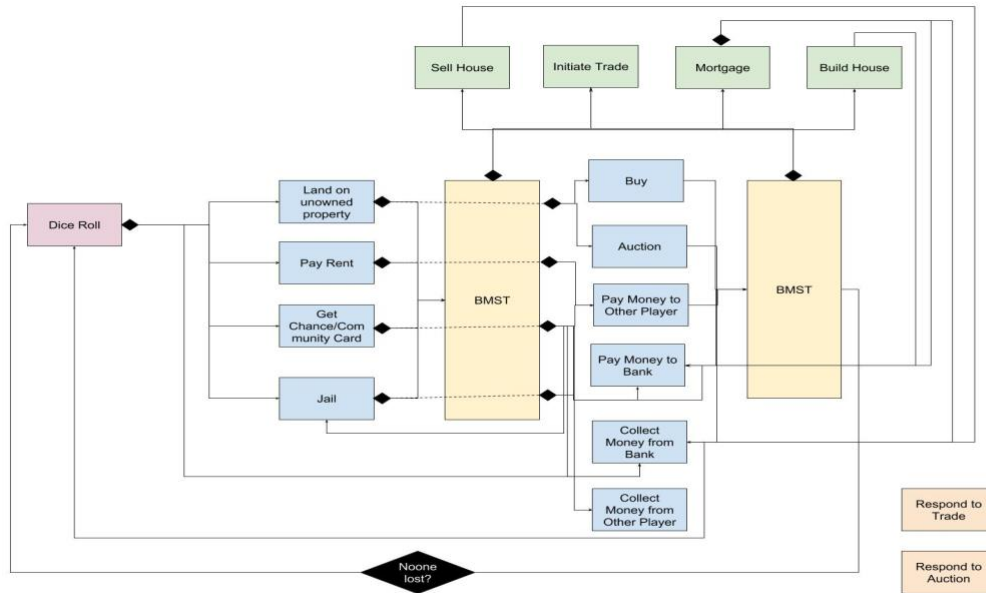 Sell House
Initiate Trade
Mortgage
Build House
Dice Roll
Land on
unowned
property
Pay Rent
Get
Chance/Com
munity Card
Jail
BMST
Buy
Auction
Pay Money to
Other Player
Pay Money to
Bank
Collect
Money from
Bank
Collect
Money from
Other Player
BMST
Respond to
Trade
Respond to
Auction
Noone
lost?